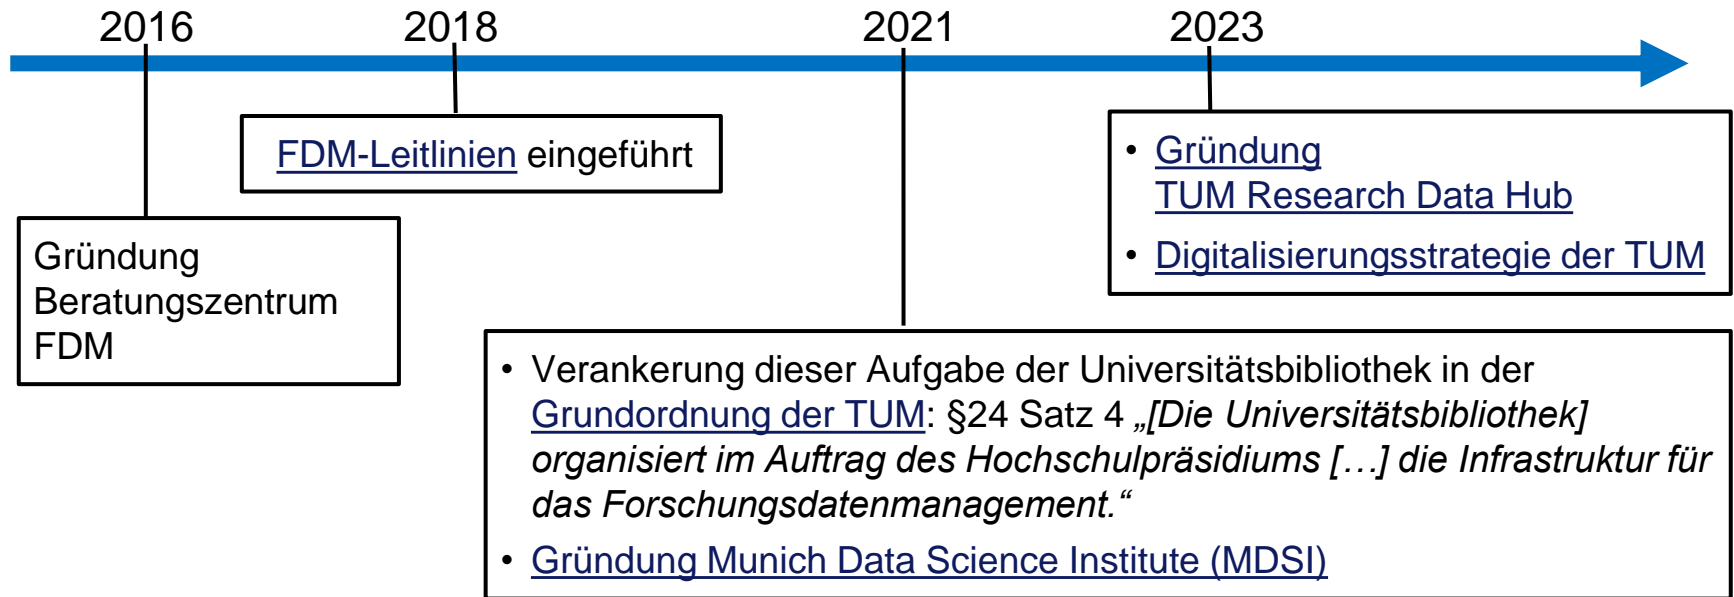 2016
2018
2021
2023
FDM-Leitlinien eingeführt
• Gründung
TUM Research Data Hub
• Digitalisierungsstrategie der TUM
Gründung
Beratungszentrum
FDM
• Verankerung dieser Aufgabe der Universitätsbibliothek in der
Grundordnung der TUM: §24 Satz 4 „[Die Universitätsbibliothek]
organisiert im Auftrag des Hochschulpräsidiums […] die Infrastruktur für
das Forschungsdatenmanagement.“
• Gründung Munich Data Science Institute (MDSI)